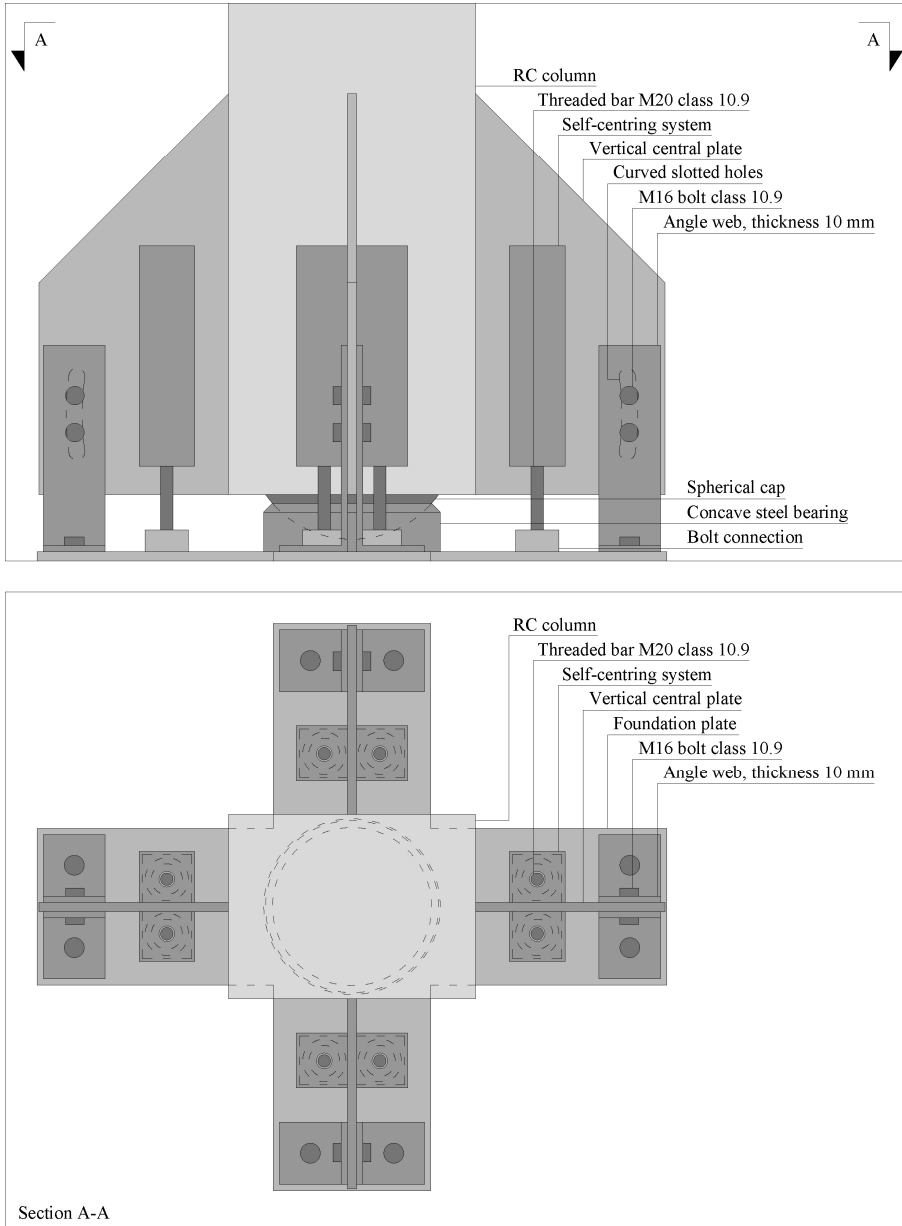 A
A
RC column
Threaded bar M20 class 10.9
Self-centring system
Vertical central plate
Curved slotted holes
M16 bolt class 10.9
Angle web, thickness 10 mm
Spherical cap
Concave steel bearing
Bolt connection
RC column
Threaded bar M20 class 10.9
Self-centring system
Vertical central plate
Foundation plate
M16 bolt class 10.9
Angle web, thickness 10 mm
Section A-A